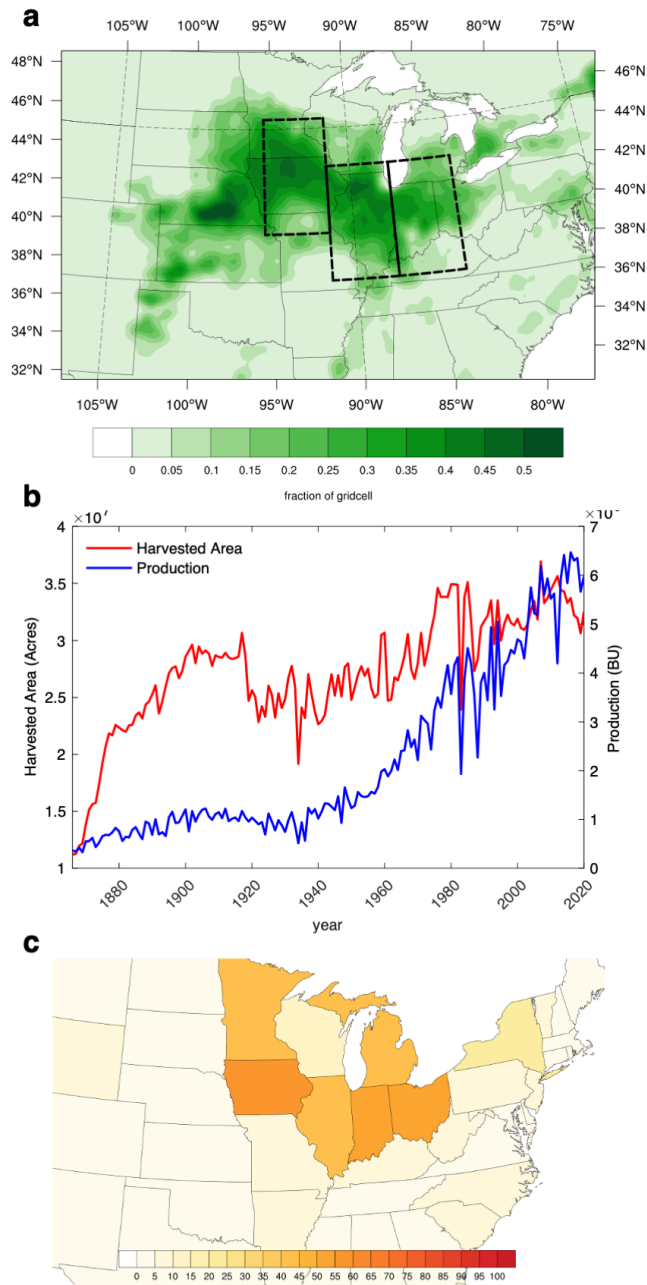 a
105°W 100°W 95°W 90°W 85°W 80°W 75°W
48°N 46°N
46°N 44°N
44°N 42°N
42°N 40°N
40°N 38°N
38°N 36°N
36°N 34°N
34°N 32°N
32°N
105°W 100°W 95°W 90°W 85°W 80°W
0 0.05 0.1 0.15 0.2 0.25 0.3 0.35 0.4 0.45 0.5
fraction of gridcell
b
×10⁷
Harvested Area
Production
4 7
3.5 6
3 5
2.5 4
2 3
1.5 2
1 1
0
Harvested Area (Acres)
Production (BU)
1880 1900 1920 1940 1960 1980 2000 2020
year
c
0 5 10 15 20 25 30 35 40 45 50 55 60 65 70 75 80 85 90 95 100